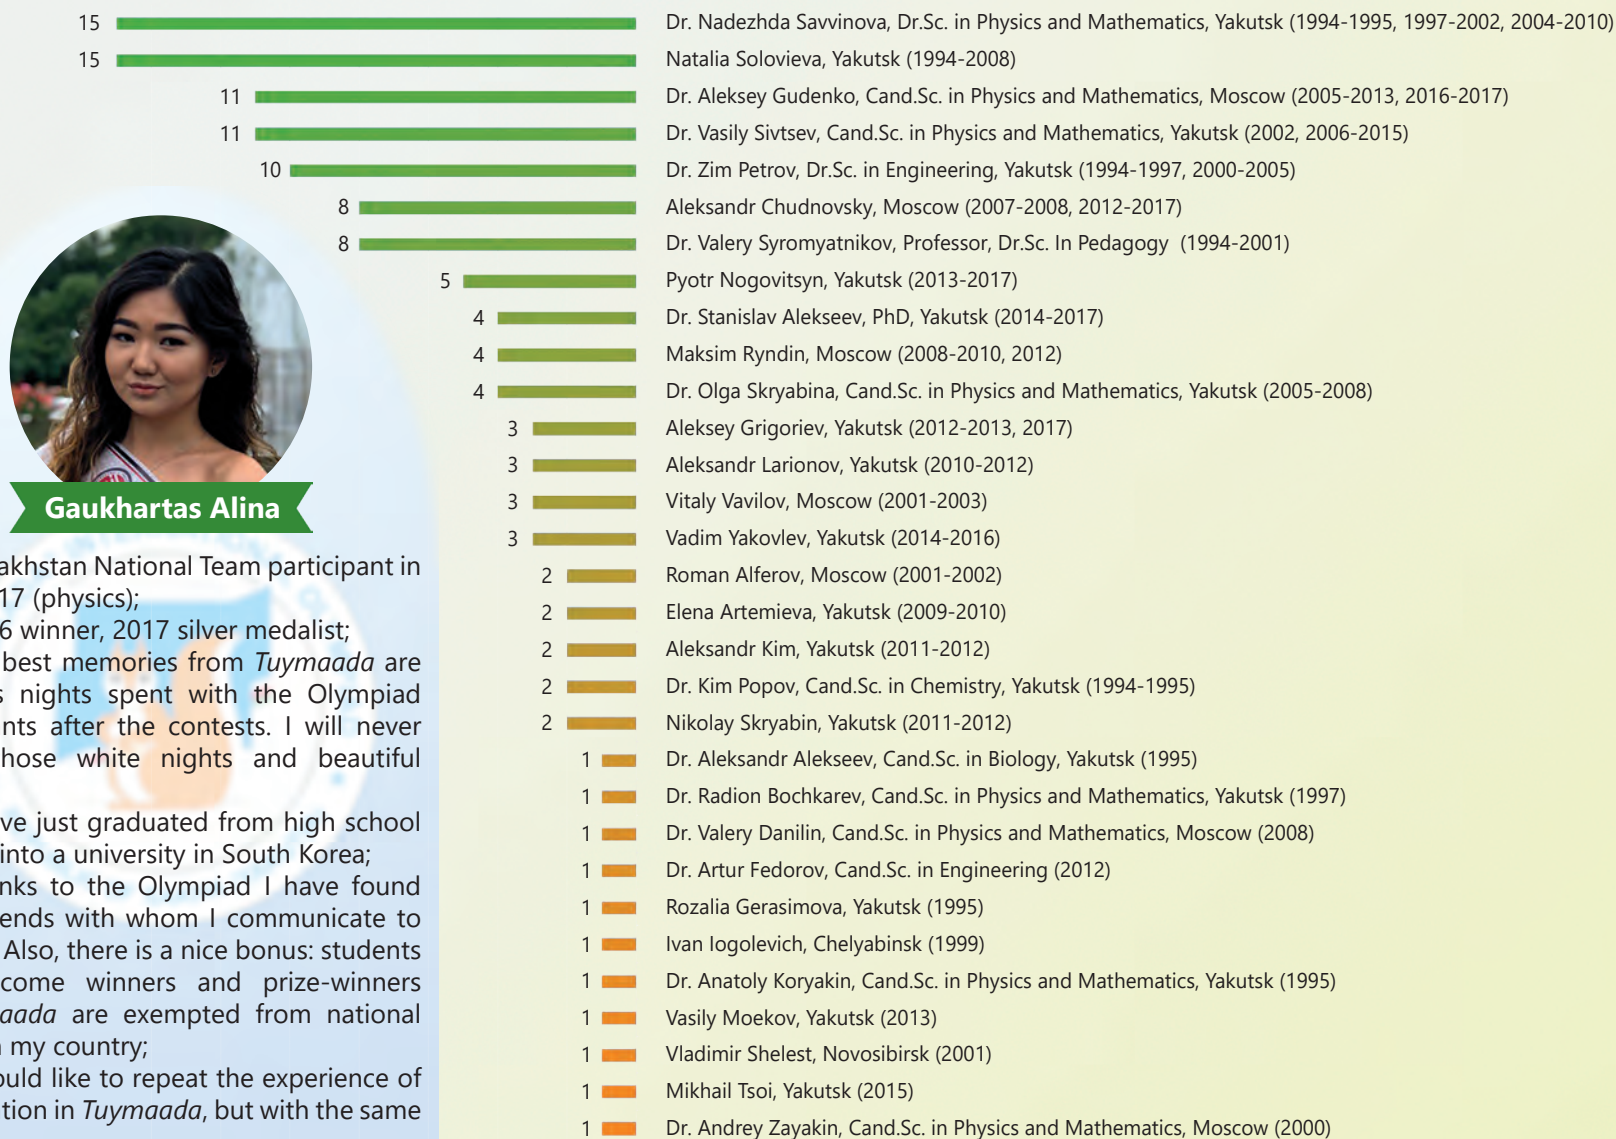 15 Dr. Nadezhda Savvinova, Dr.Sc. in Physics and Mathematics, Yakutsk (1994-1995, 1997-2002, 2004-2010)
15 Natalia Solovieva, Yakutsk (1994-2008)
11 Dr. Aleksey Gudenko, Cand.Sc. in Physics and Mathematics, Moscow (2005-2013, 2016-2017)
11 Dr. Vasily Sivtsev, Cand.Sc. in Physics and Mathematics, Yakutsk (2002, 2006-2015)
10 Dr. Zim Petrov, Dr.Sc. in Engineering, Yakutsk (1994-1997, 2000-2005)
8 Aleksandr Chudnovsky, Moscow (2007-2008, 2012-2017)
8 Dr. Valery Syromyatnikov, Professor, Dr.Sc. In Pedagogy (1994-2001)
5 Pyotr Nogovitsyn, Yakutsk (2013-2017)
4 Dr. Stanislav Alekseev, PhD, Yakutsk (2014-2017)
4 Maksim Ryndin, Moscow (2008-2010, 2012)
4 Dr. Olga Skryabina, Cand.Sc. in Physics and Mathematics, Yakutsk (2005-2008)
3 Aleksey Grigoriev, Yakutsk (2012-2013, 2017)
3 Aleksandr Larionov, Yakutsk (2010-2012)
3 Vitaly Vavilov, Moscow (2001-2003)
3 Vadim Yakovlev, Yakutsk (2014-2016)
2 Roman Alferov, Moscow (2001-2002)
2 Elena Artemieva, Yakutsk (2009-2010)
2 Aleksandr Kim, Yakutsk (2011-2012)
2 Dr. Kim Popov, Cand.Sc. in Chemistry, Yakutsk (1994-1995)
2 Nikolay Skryabin, Yakutsk (2011-2012)
1 Dr. Aleksandr Alekseev, Cand.Sc. in Biology, Yakutsk (1995)
1 Dr. Radion Bochkarev, Cand.Sc. in Physics and Mathematics, Yakutsk (1997)
1 Dr. Valery Danilin, Cand.Sc. in Physics and Mathematics, Moscow (2008)
1 Dr. Artur Fedorov, Cand.Sc. in Engineering (2012)
1 Rozalia Gerasimova, Yakutsk (1995)
1 Ivan Iogolevich, Chelyabinsk (1999)
1 Dr. Anatoly Koryakin, Cand.Sc. in Physics and Mathematics, Yakutsk (1995)
1 Vasily Moekov, Yakutsk (2013)
1 Vladimir Shelest, Novosibirsk (2001)
1 Mikhail Tsoi, Yakutsk (2015)
1 Dr. Andrey Zayakin, Cand.Sc. in Physics and Mathematics, Moscow (2000)
Gaukhartas Alina
akhstan National Team participant in
17 (physics);
6 winner, 2017 silver medalist;
best memories from Tuymaada are
s nights spent with the Olympiad
nts after the contests. I will never
hose white nights and beautiful
ve just graduated from high school
into a university in South Korea;
nks to the Olympiad I have found
ends with whom I communicate to
Also, there is a nice bonus: students
come winners and prize-winners
aada are exempted from national
my country;
ould like to repeat the experience of
tion in Tuymaada, but with the same